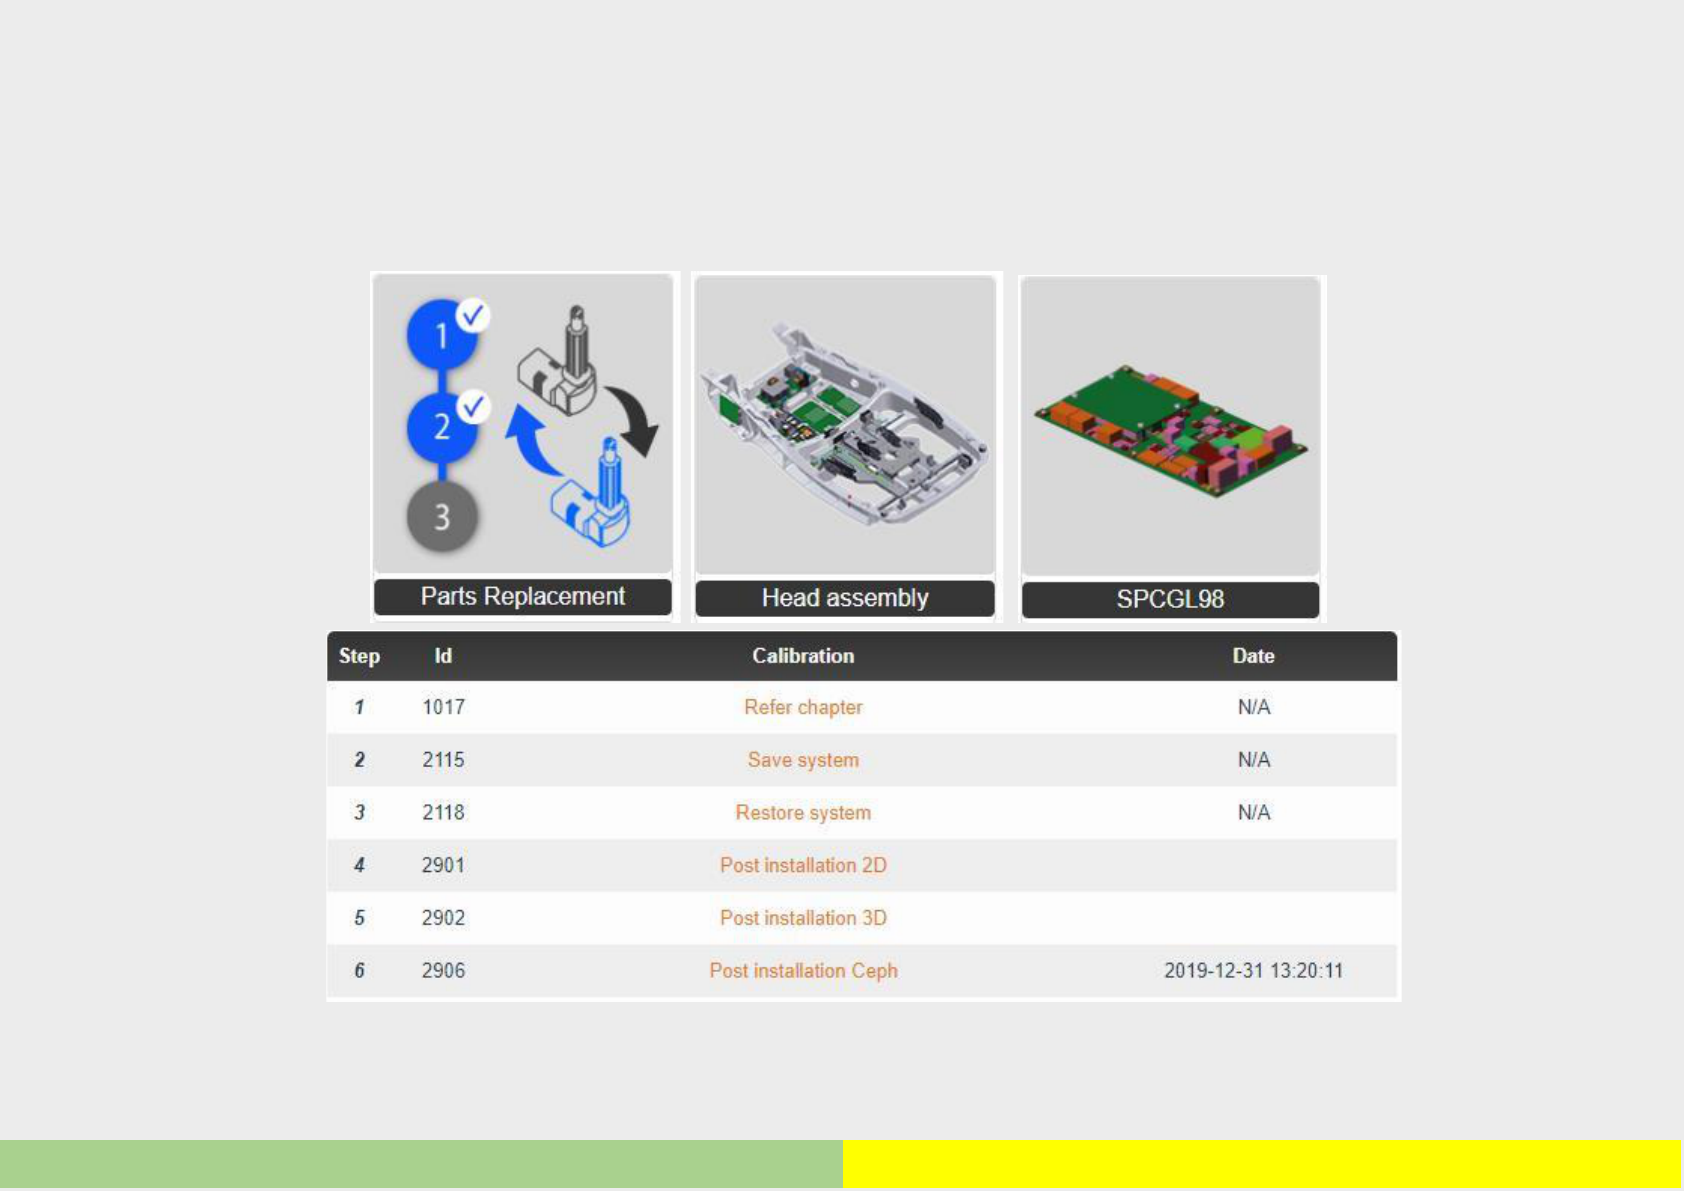 1
2
3
Parts Replacement
Head assembly
SPCGL98
Step Id Calibration Date
1 1017 Refer chapter N/A
2 2115 Save system N/A
3 2118 Restore system N/A
4 2901 Post installation 2D
5 2902 Post installation 3D
6 2906 Post installation Ceph 2019-12-31 13:20:11